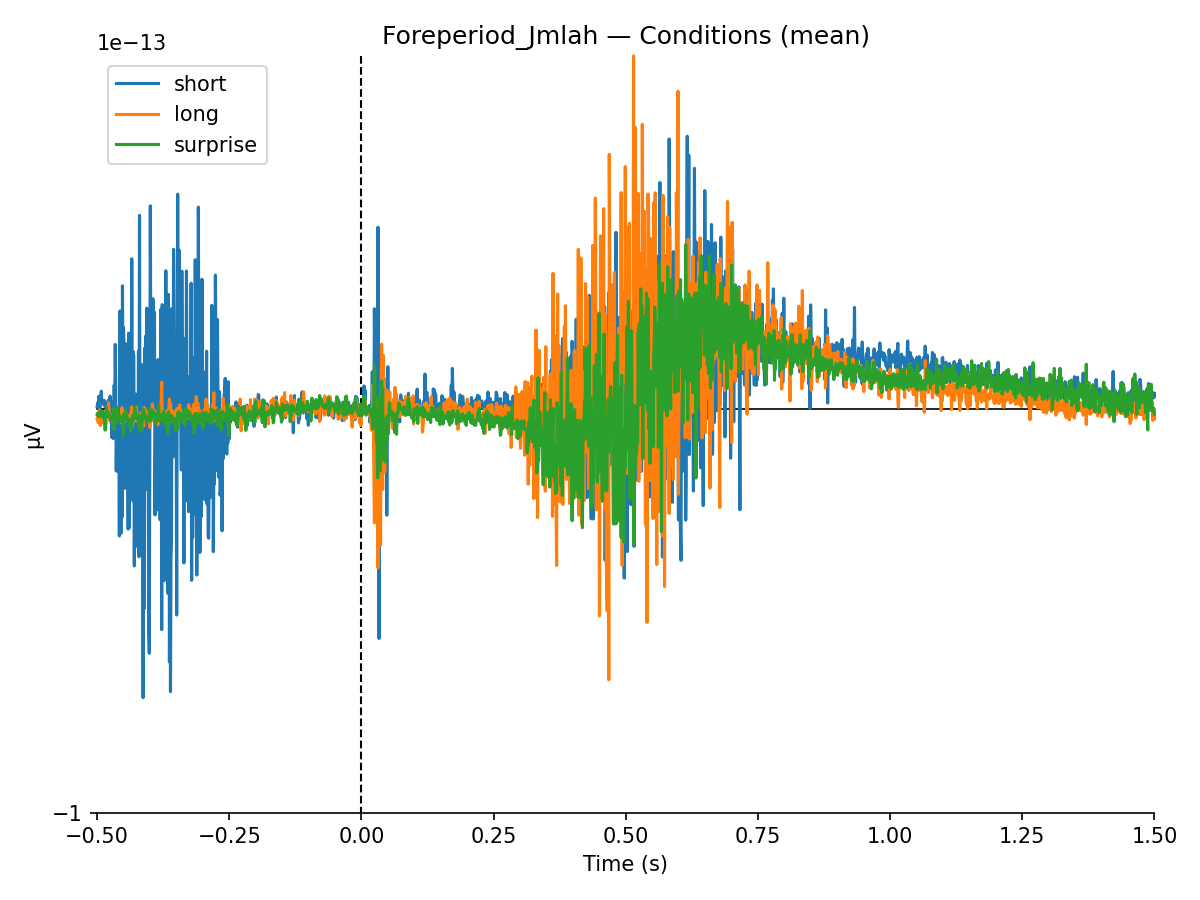 Foreperiod_Jmlah — Conditions (mean)
1e−13
short
long
surprise
µV
−1
−0.50 −0.25 0.00 0.25 0.50 0.75 1.00 1.25 1.50
Time (s)